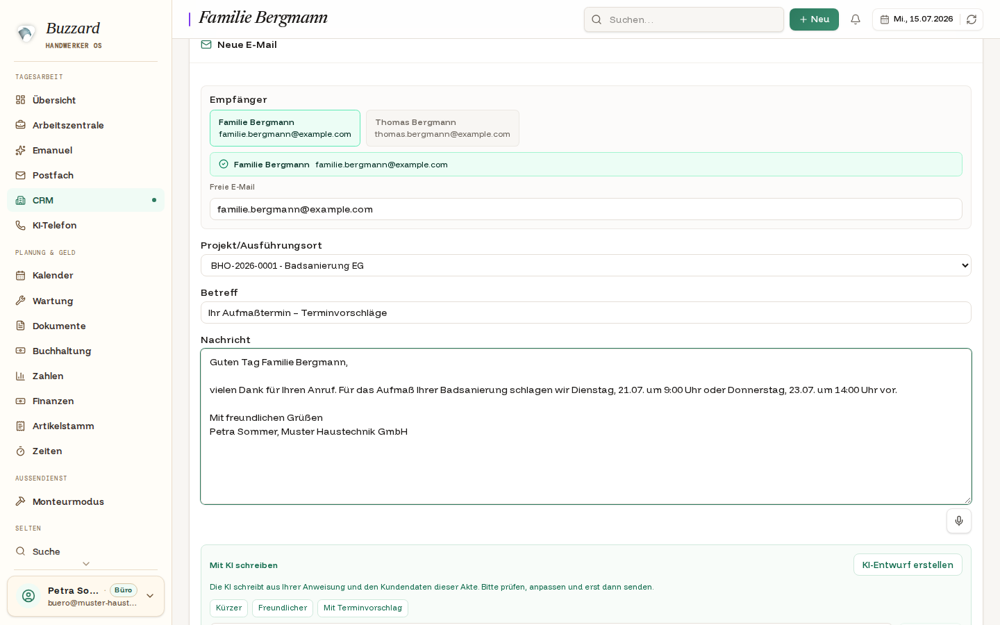 Buzzard
HANDWERKER OS
TAGESARBEIT
Übersicht
Arbeitszentrale
Emanuel
Postfach
CRM
KI-Telefon
PLANUNG & GELD
Kalender
Wartung
Dokumente
Buchhaltung
Zahlen
Finanzen
Artikelstamm
Zeiten
AUSSENDIENST
Monteurmodus
SELTEN
Suche
Petra So… · Büro
buero@muster-haust…
Familie Bergmann
Suchen…
Neu
Mi., 15.07.2026
Neue E-Mail
Empfänger
Familie Bergmann
familie.bergmann@example.com
Thomas Bergmann
thomas.bergmann@example.com
Familie Bergmann familie.bergmann@example.com
Freie E-Mail
familie.bergmann@example.com
Projekt/Ausführungsort
BHO-2026-0001 - Badsanierung EG
Betreff
Ihr Aufmaßtermin – Terminvorschläge
Nachricht
Guten Tag Familie Bergmann,
vielen Dank für Ihren Anruf. Für das Aufmaß Ihrer Badsanierung schlagen wir Dienstag, 21.07. um 9:00 Uhr oder Donnerstag, 23.07. um 14:00 Uhr vor.
Mit freundlichen Grüßen
Petra Sommer, Muster Haustechnik GmbH
Mit KI schreiben
KI-Entwurf erstellen
Die KI schreibt aus Ihrer Anweisung und den Kundendaten dieser Akte. Bitte prüfen, anpassen und erst dann senden.
Kürzer
Freundlicher
Mit Terminvorschlag